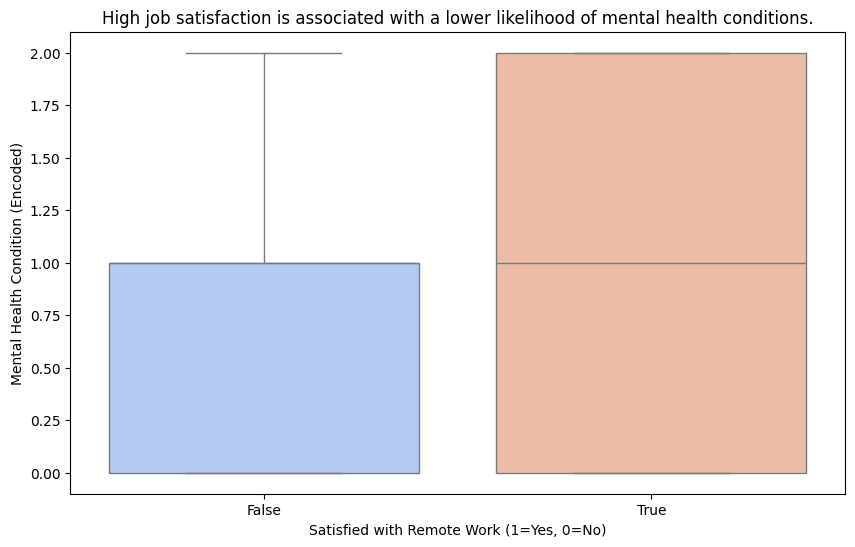 High job satisfaction is associated with a lower likelihood of mental health conditions.
2.00
1.75
1.50
1.25
1.00
0.75
0.50
0.25
0.00
Mental Health Condition (Encoded)
False
True
Satisfied with Remote Work (1=Yes, 0=No)